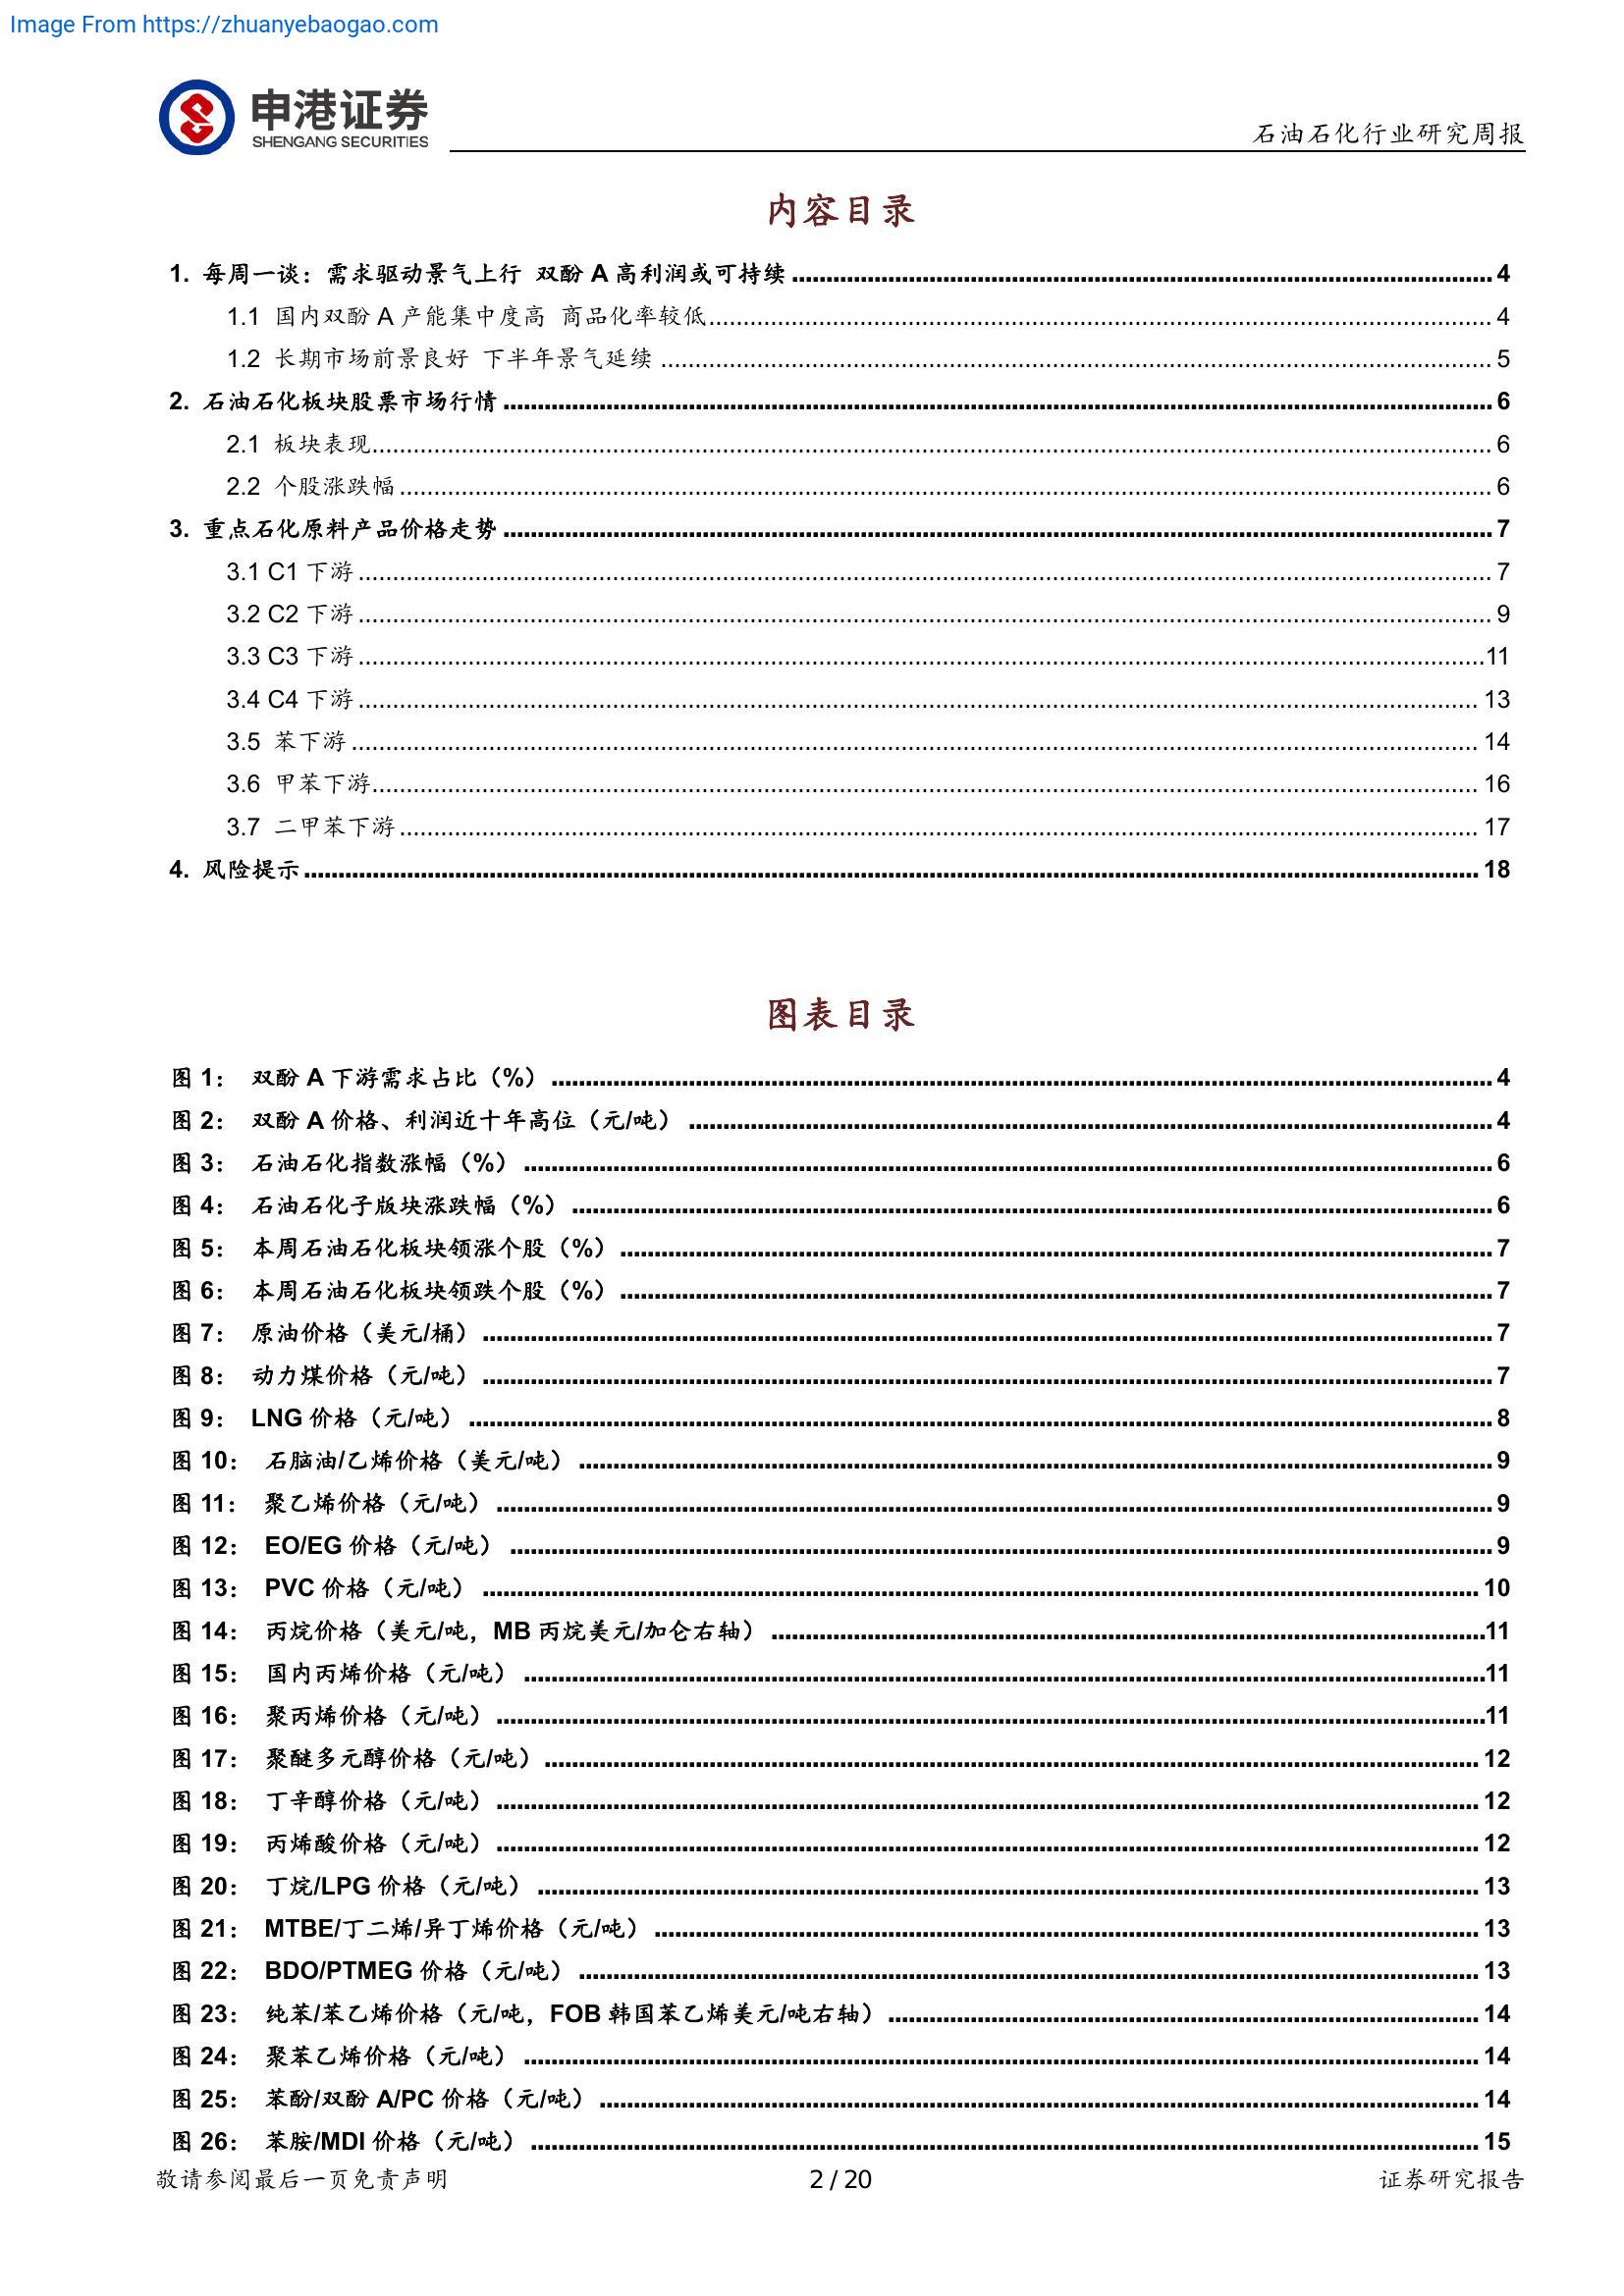 Image From https://zhuanyebaogao.com
申港证券
SHENGANG SECURITIES
石油石化行业研究周报
内容目录
1. 每周一谈：需求驱动景气上行 双酚 A 高利润或可持续 4
1.1 国内双酚 A 产能集中度高 商品化率较低 4
1.2 长期市场前景良好 下半年景气延续 5
2. 石油石化板块股票市场行情 6
2.1 板块表现 6
2.2 个股涨跌幅 6
3. 重点石化原料产品价格走势 7
3.1 C1 下游 7
3.2 C2 下游 9
3.3 C3 下游 11
3.4 C4 下游 13
3.5 苯下游 14
3.6 甲苯下游 16
3.7 二甲苯下游 17
4. 风险提示 18
图表目录
图 1： 双酚 A 下游需求占比（%） 4
图 2： 双酚 A 价格、利润近十年高位（元/吨） 4
图 3： 石油石化指数涨幅（%） 6
图 4： 石油石化子版块涨跌幅（%） 6
图 5： 本周石油石化板块领涨个股（%） 7
图 6： 本周石油石化板块领跌个股（%） 7
图 7： 原油价格（美元/桶） 7
图 8： 动力煤价格（元/吨） 7
图 9： LNG 价格（元/吨） 8
图 10： 石脑油/乙烯价格（美元/吨） 9
图 11： 聚乙烯价格（元/吨） 9
图 12： EO/EG 价格（元/吨） 9
图 13： PVC 价格（元/吨） 10
图 14： 丙烷价格（美元/吨，MB 丙烷美元/加仑右轴） 11
图 15： 国内丙烯价格（元/吨） 11
图 16： 聚丙烯价格（元/吨） 11
图 17： 聚醚多元醇价格（元/吨） 12
图 18： 丁辛醇价格（元/吨） 12
图 19： 丙烯酸价格（元/吨） 12
图 20： 丁烷/LPG 价格（元/吨） 13
图 21： MTBE/丁二烯/异丁烯价格（元/吨） 13
图 22： BDO/PTMEG 价格（元/吨） 13
图 23： 纯苯/苯乙烯价格（元/吨，FOB 韩国苯乙烯美元/吨右轴） 14
图 24： 聚苯乙烯价格（元/吨） 14
图 25： 苯酚/双酚 A/PC 价格（元/吨） 14
图 26： 苯胺/MDI 价格（元/吨） 15
敬请参阅最后一页免责声明 2 / 20 证券研究报告